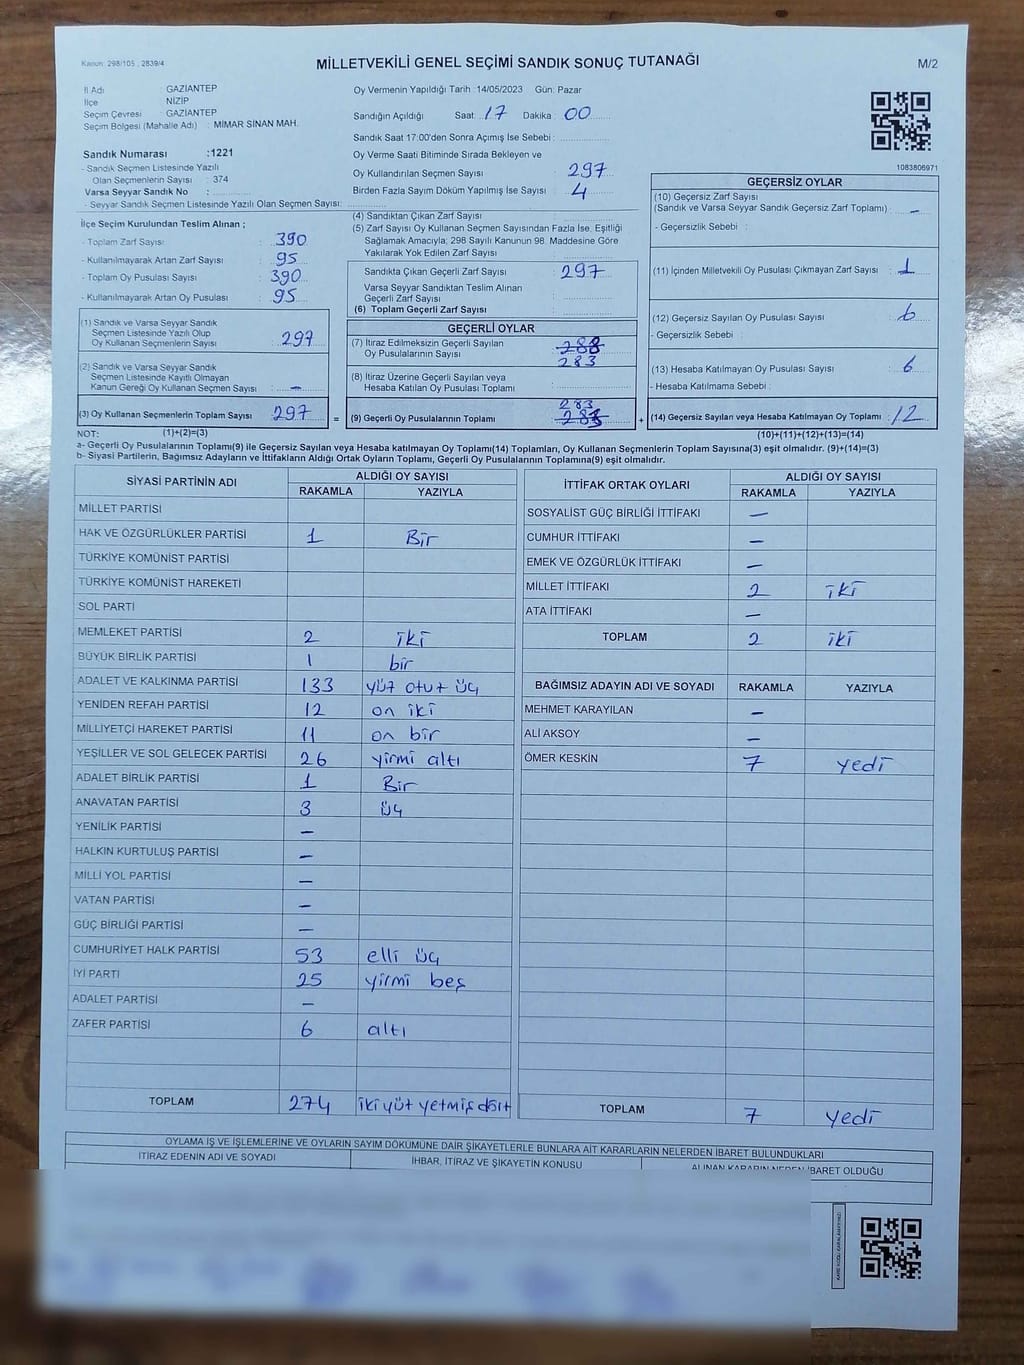 Kanun: 298/105 , 2839/4
MİLLETVEKİLİ GENEL SEÇİMİ SANDIK SONUÇ TUTANAĞI
M/2
İl Adı : GAZİANTEP
İlçe : NİZİP
Seçim Çevresi : GAZİANTEP
Seçim Bölgesi (Mahalle Adı) : MİMAR SİNAN MAH.
Sandık Numarası :1221
- Sandık Seçmen Listesinde Yazılı
Olan Seçmenlerin Sayısı : 374
Varsa Seyyar Sandık No :
- Seyyar Sandık Seçmen Listesinde Yazılı Olan Seçmen Sayısı:
Oy Vermenin Yapıldığı Tarih :14/05/2023 Gün: Pazar
Sandığın Açıldığı Saat: 17 Dakika : 00
Sandık Saat 17:00'den Sonra Açımış İse Sebebi :
Oy Verme Saati Bitiminde Sırada Bekleyen ve
Oy Kullandırılan Seçmen Sayısı : 297
Birden Fazla Sayım Döküm Yapılmış İse Sayısı : 4
1083806971
İlçe Seçim Kurulundan Teslim Alınan ;
- Toplam Zarf Sayısı : 390
- Kullanılmayarak Artan Zarf Sayısı : 95
- Toplam Oy Pusulası Sayısı : 390
- Kullanılmayarak Artan Oy Pusulası : 95
(1) Sandık ve Varsa Seyyar Sandık
Seçmen Listesinde Yazılı Olup
Oy Kullanan Seçmenlerin Sayısı : 297
(2) Sandık ve Varsa Seyyar Sandık
Seçmen Listesinde Kayıtlı Olmayan
Kanun Gereği Oy Kullanan Seçmen Sayısı : —
(3) Oy Kullanan Seçmenlerin Toplam Sayısı : 297 =
(4) Sandıktan Çıkan Zarf Sayısı :
(5) Zarf Sayısı Oy Kullanan Seçmen Sayısından Fazla İse, Eşitliği
Sağlamak Amacıyla; 298 Sayılı Kanunun 98. Maddesine Göre
Yakılarak Yok Edilen Zarf Sayısı :
Sandıkta Çıkan Geçerli Zarf Sayısı : 297
Varsa Seyyar Sandıktan Teslim Alınan
Geçerli Zarf Sayısı :
(6) Toplam Geçerli Zarf Sayısı :
GEÇERLİ OYLAR
(7) İtiraz Edilmeksizin Geçerli Sayılan 288
Oy Pusulalarının Sayısı : 283
(8) İtiraz Üzerine Geçerli Sayılan veya
Hesaba Katılan Oy Pusulası Toplamı :
283
(9) Geçerli Oy Pusulalarının Toplamı : +
GEÇERSİZ OYLAR
(10) Geçersiz Zarf Sayısı
(Sandık ve Varsa Seyyar Sandık Geçersiz Zarf Toplamı) : —
- Geçersizlik Sebebi :
(11) İçinden Milletvekili Oy Pusulası Çıkmayan Zarf Sayısı : 1
(12) Geçersiz Sayılan Oy Pusulası Sayısı : 6
- Geçersizlik Sebebi :
(13) Hesaba Katılmayan Oy Pusulası Sayısı : 6
- Hesaba Katılmama Sebebi :
(14) Geçersiz Sayılan veya Hesaba Katılmayan Oy Toplamı : 12
NOT: (1)+(2)=(3)
(10)+(11)+(12)+(13)=(14)
a- Geçerli Oy Pusulalarının Toplamı(9) ile Geçersiz Sayılan veya Hesaba katılmayan Oy Toplamı(14) Toplamları, Oy Kullanan Seçmenlerin Toplam Sayısına(3) eşit olmalıdır. (9)+(14)=(3)
b- Siyasi Partilerin, Bağımsız Adayların ve İttifakların Aldığı Ortak Oyların Toplamı, Geçerli Oy Pusulalarının Toplamına(9) eşit olmalıdır.
SİYASİ PARTİNİN ADI ALDIĞI OY SAYISI
RAKAMLA YAZIYLA
MİLLET PARTİSİ
HAK VE ÖZGÜRLÜKLER PARTİSİ 1 Bir
TÜRKİYE KOMÜNİST PARTİSİ
TÜRKİYE KOMÜNİST HAREKETİ
SOL PARTİ
MEMLEKET PARTİSİ 2 iki
BÜYÜK BİRLİK PARTİSİ 1 bir
ADALET VE KALKINMA PARTİSİ 133 yüz otuz üç
YENİDEN REFAH PARTİSİ 12 on iki
MİLLİYETÇİ HAREKET PARTİSİ 11 on bir
YEŞİLLER VE SOL GELECEK PARTİSİ 26 yirmi altı
ADALET BİRLİK PARTİSİ 1 Bir
ANAVATAN PARTİSİ 3 üç
YENİLİK PARTİSİ —
HALKIN KURTULUŞ PARTİSİ —
MİLLİ YOL PARTİSİ —
VATAN PARTİSİ —
GÜÇ BİRLİĞİ PARTİSİ —
CUMHURİYET HALK PARTİSİ 53 elli üç
İYİ PARTİ 25 yirmi beş
ADALET PARTİSİ —
ZAFER PARTİSİ 6 altı
TOPLAM 274 iki yüz yetmiş dört
İTTİFAK ORTAK OYLARI ALDIĞI OY SAYISI
RAKAMLA YAZIYLA
SOSYALİST GÜÇ BİRLİĞİ İTTİFAKI —
CUMHUR İTTİFAKI —
EMEK VE ÖZGÜRLÜK İTTİFAKI —
MİLLET İTTİFAKI 2 iki
ATA İTTİFAKI —
TOPLAM 2 iki
BAĞIMSIZ ADAYIN ADI VE SOYADI RAKAMLA YAZIYLA
MEHMET KARAYILAN —
ALİ AKSOY —
ÖMER KESKİN 7 yedi
TOPLAM 7 yedi
OYLAMA İŞ VE İŞLEMLERİNE VE OYLARIN SAYIM DÖKÜMÜNE DAİR ŞİKAYETLERLE BUNLARA AİT KARARLARIN NELERDEN İBARET BULUNDUKLARI
İTİRAZ EDENİN ADI VE SOYADI İHBAR, İTİRAZ VE ŞİKAYETİN KONUSU ALINAN KARARIN NEDEN İBARET OLDUĞU